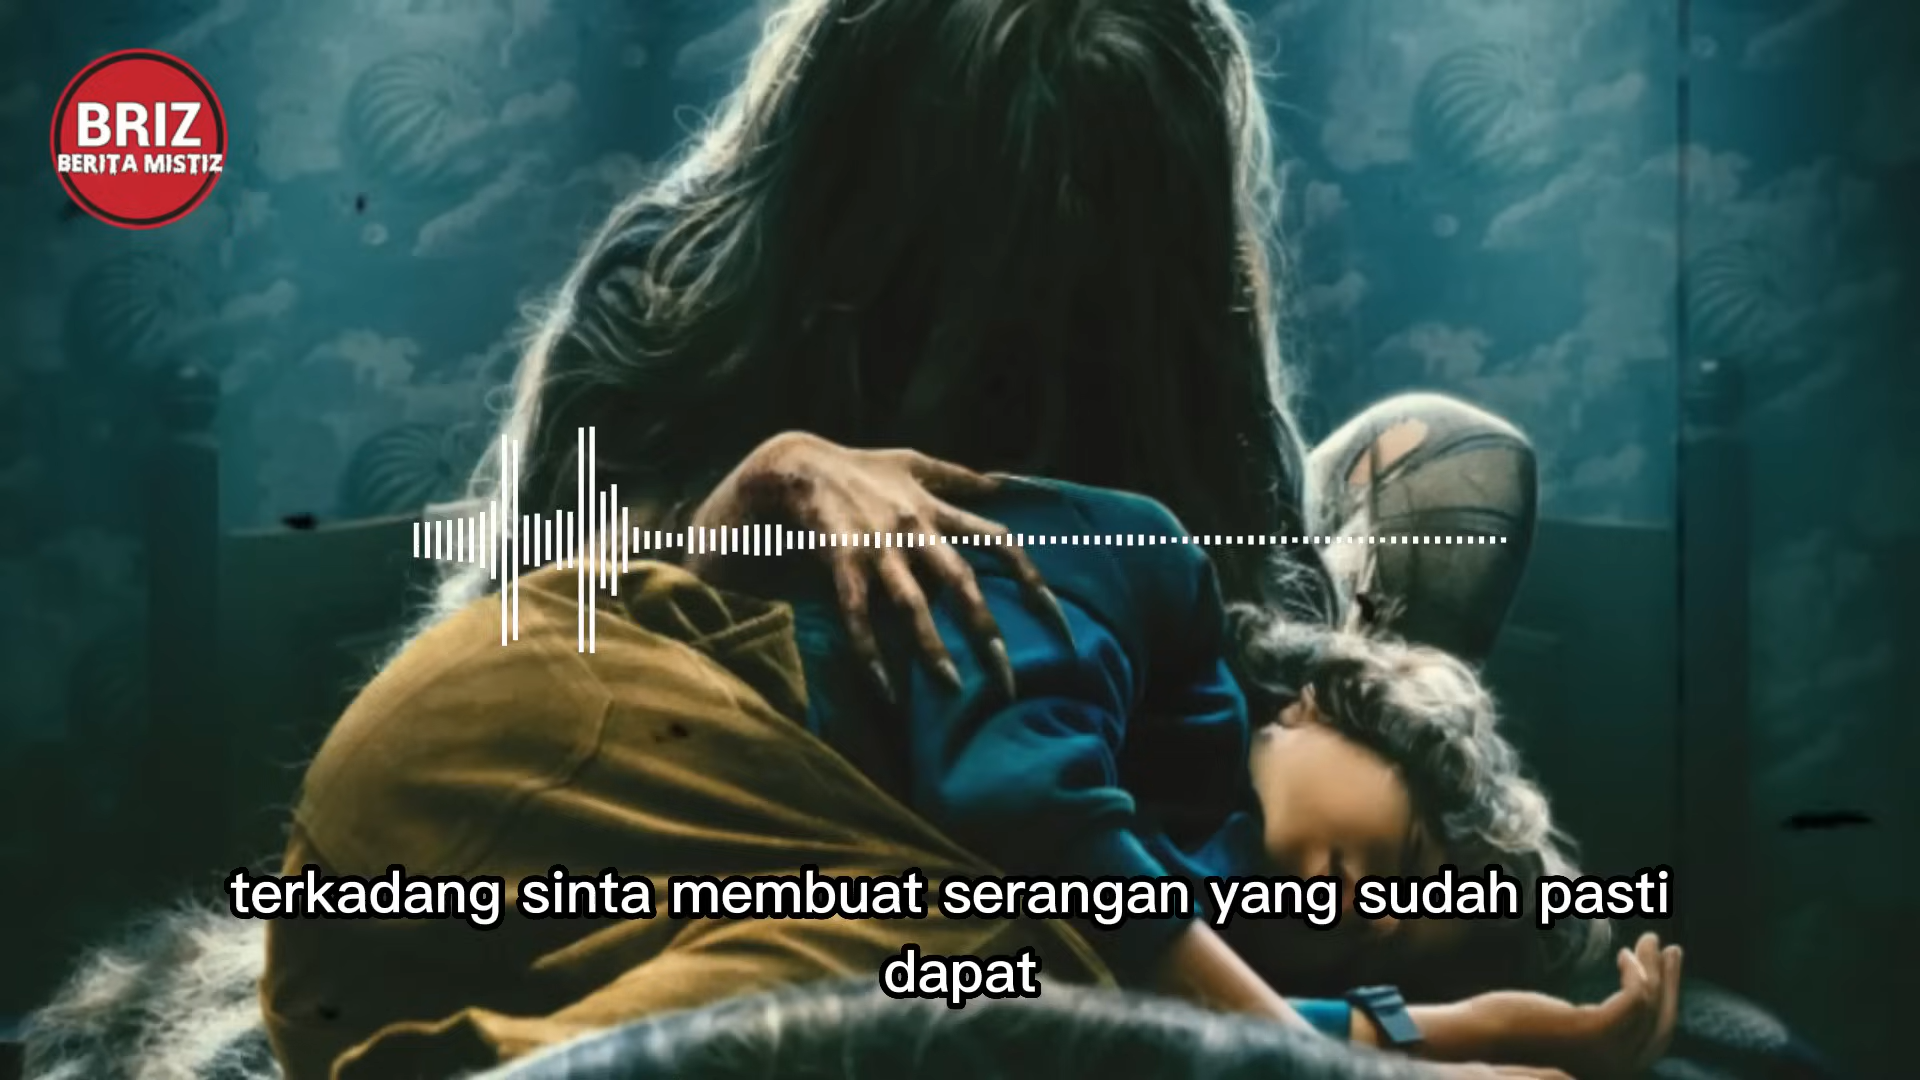 BRIZ
BERITA MISTIZ
terkadang sinta membuat serangan yang sudah pasti
dapat